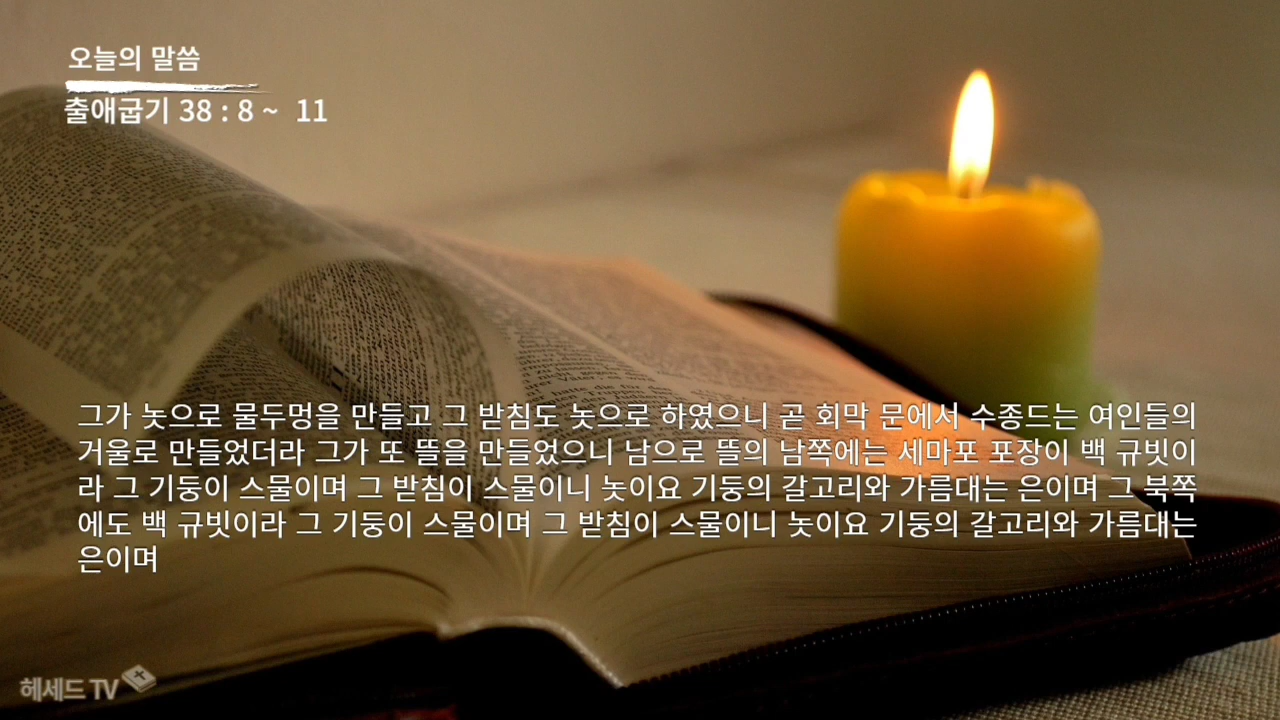 오늘의 말씀
출애굽기 38 : 8 ~ 11
그가 놋으로 물두멍을 만들고 그 받침도 놋으로 하였으니 곧 회막 문에서 수종드는 여인들의
거울로 만들었더라 그가 또 뜰을 만들었으니 남으로 뜰의 남쪽에는 세마포 포장이 백 규빗이
라 그 기둥이 스물이며 그 받침이 스물이니 놋이요 기둥의 갈고리와 가름대는 은이며 그 북쪽
에도 백 규빗이라 그 기둥이 스물이며 그 받침이 스물이니 놋이요 기둥의 갈고리와 가름대는
은이며
헤세드 TV